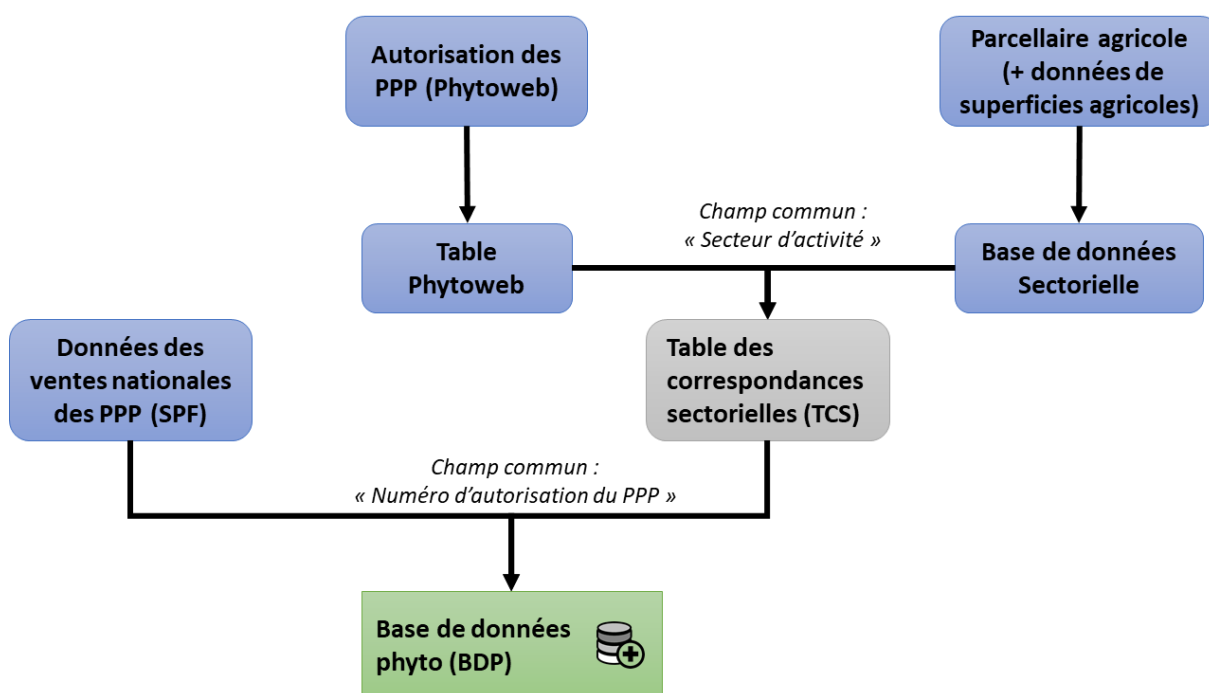 Autorisation des
PPP (Phytoweb)
Parcellaire agricole
(+ données de
superficies agricoles)
Champ commun :
« Secteur d’activité »
Table
Phytoweb
Base de données
Sectorielle
Données des
ventes nationales
des PPP (SPF)
Table des
correspondances
sectorielles (TCS)
Champ commun :
« Numéro d’autorisation du PPP »
Base de données
phyto (BDP)